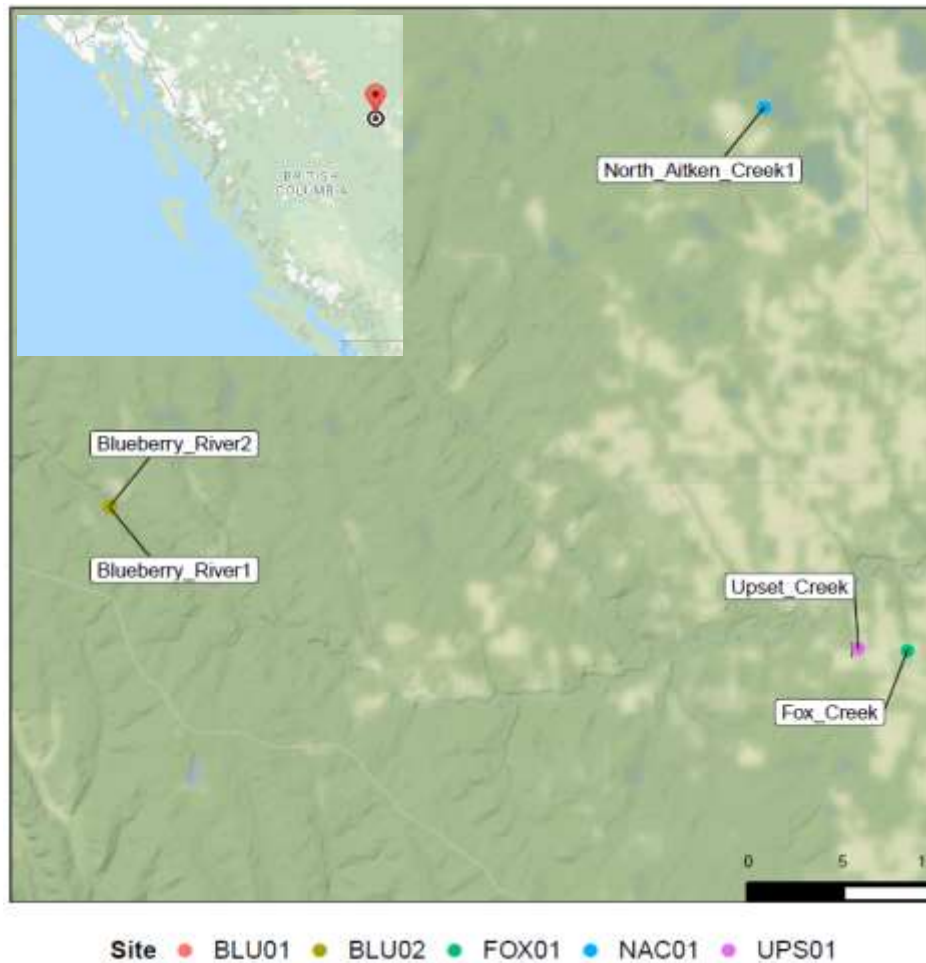 BRITISH
COLUMBIA
North_Aitken_Creek1
Blueberry_River2
Blueberry_River1
Upset_Creek
Fox_Creek
0 5
Site BLU01 BLU02 FOX01 NAC01 UPS01